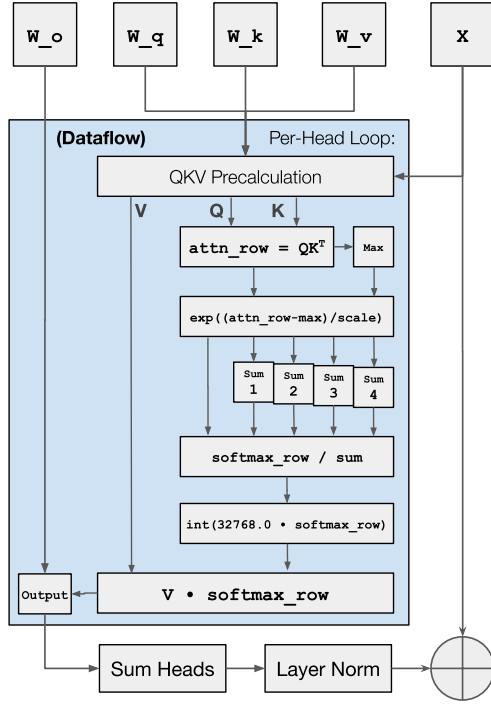 W_o
W_q
W_k
W_v
X
(Dataflow)
Per-Head Loop:
QKV Precalculation
V
Q
K
attn_row = QKᵀ
Max
exp((attn_row-max)/scale)
Sum
1
Sum
2
Sum
3
Sum
4
softmax_row / sum
int(32768.0 • softmax_row)
Output
V • softmax_row
Sum Heads
Layer Norm